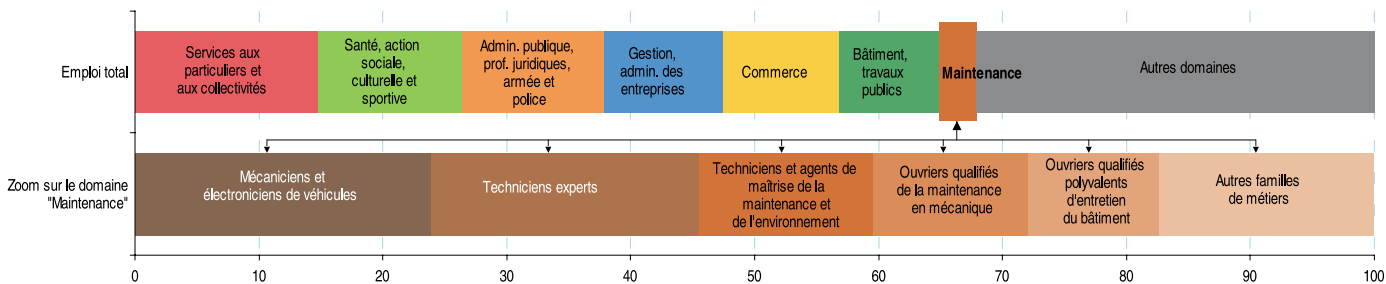 Emploi total
Services aux
particuliers et
aux collectivités
Santé, action
sociale,
culturelle et
sportive
Admin. publique,
prof. juridiques,
armée et
police
Gestion,
admin. des
entreprises
Commerce
Bâtiment,
travaux
publics
Maintenance
Autres domaines
Zoom sur le domaine
"Maintenance"
Mécaniciens et
électroniciens de véhicules
Techniciens experts
Techniciens et agents de
maîtrise de la
maintenance et
de l'environnement
Ouvriers qualifiés
de la maintenance
en mécanique
Ouvriers qualifiés
polyvalents
d'entretien
du bâtiment
Autres familles
de métiers
0 10 20 30 40 50 60 70 80 90 100